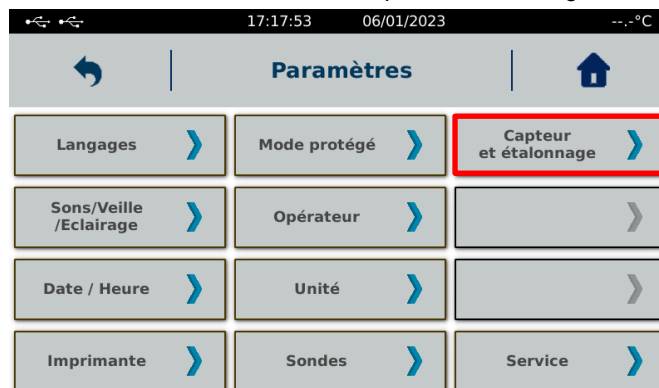 17:17:53 06/01/2023 --.-°C
Paramètres
Langages
Mode protégé
Capteur
et étalonnage
Sons/Veille
/Eclairage
Opérateur
Date / Heure
Unité
Imprimante
Sondes
Service